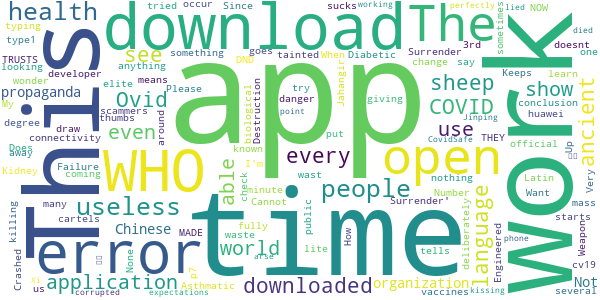 around
tried
occur
sucks
sometimes
working
perfectly
lied
NOW
died
health
download
The
typing
Since
Diabetic
Surrender
type1
Does
TRUSTS
anything
see
something
goes
tainted
DND
When
Jahangir
3rd
change
say
doesnt
one
looking
developer
wonder
means
app
work
This
elite
Please
try
danger
giving
sheep
Keeps
learn
My
propaganda
Ovid
biological
Destruction
COVID
conclusion
huawei
degree
draw
scammers
thumbs
even
point
Jinping
show
connectivity
WHO
every
put
use
CovidSafe
THEY
official
ancient
away
Failure
coming
known
I'm
open
nothing
Up
Kidney
able
check
wast
people
Number
Latin
Want
Very
killing
many
useless
minute
Cannot
public
Surrender'
language
deliberately
Engineered
mass
starts
Crashed
cartels
Chinese
MADE
None
world
fully
waste
arse
How
lite
time
tells
Weapon
cv19
Not
error
us
application
Xi
corrupted
Asthmatic
expectations
p7
downloaded
organization
vaccines
kissing
phone
several